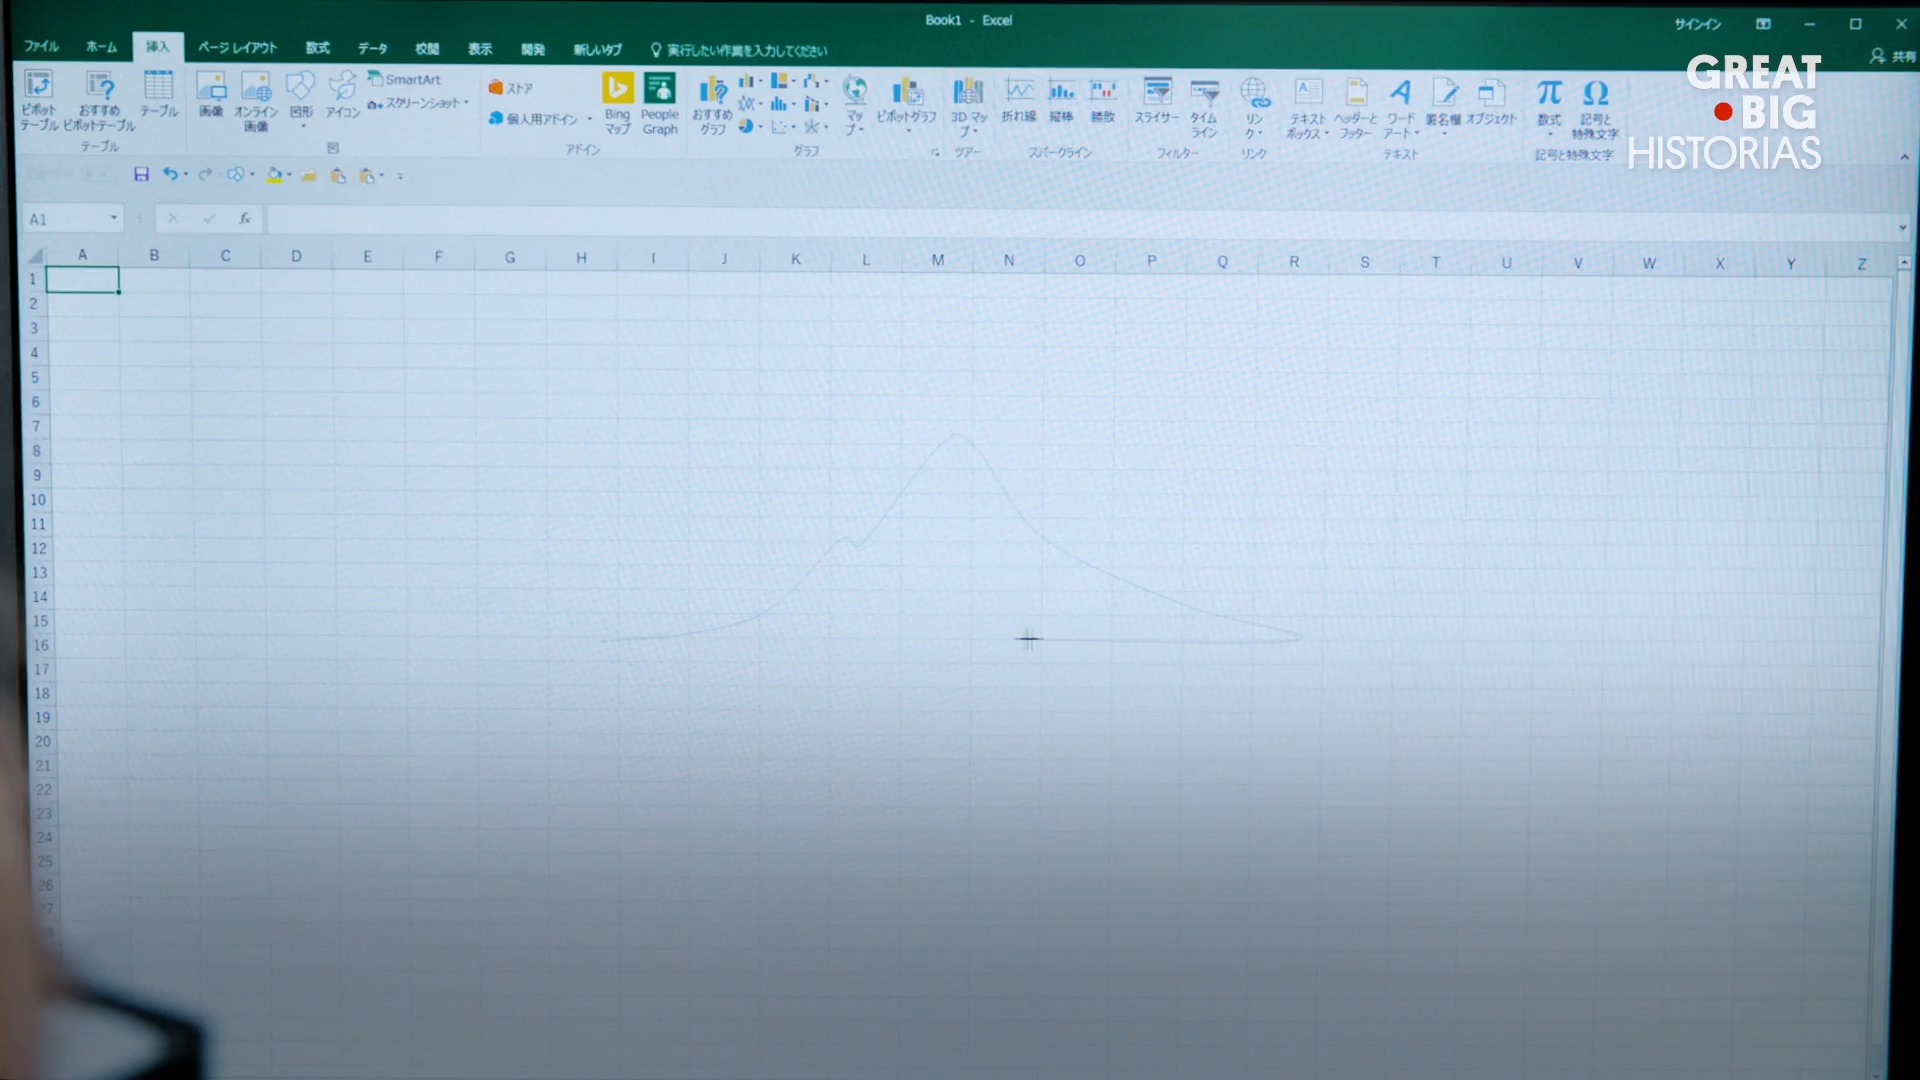 Book1 - Excel
サインイン
ファイル ホーム 挿入 ページ レイアウト 数式 データ 校閲 表示 開発 新しいタブ 実行したい作業を入力してください
共有
GREAT
BIG
HISTORIAS
ピボット
テーブル
おすすめ
ピボットテーブル
テーブル
テーブル
画像
オンライン
画像
図形
アイコン
SmartArt
スクリーンショット
図
ストア
個人用アドイン
Bing
マップ
People
Graph
アドイン
おすすめ
グラフ
マッ
プ
ピボットグラフ
グラフ
3D マッ
プ
ツアー
折れ線
縦棒
勝敗
スパークライン
スライサー
タイム
ライン
フィルター
リン
ク
リンク
テキスト
ボックス
ヘッダーと
フッター
ワード
アート
署名欄
オブジェクト
テキスト
π
数式
Ω
記号と
特殊文字
記号と特殊文字
A1
fx
A B C D E F G H I J K L M N O P Q R S T U V W X Y Z
1
2
3
4
5
6
7
8
9
10
11
12
13
14
15
16
17
18
19
20
21
22
23
24
25
26
27